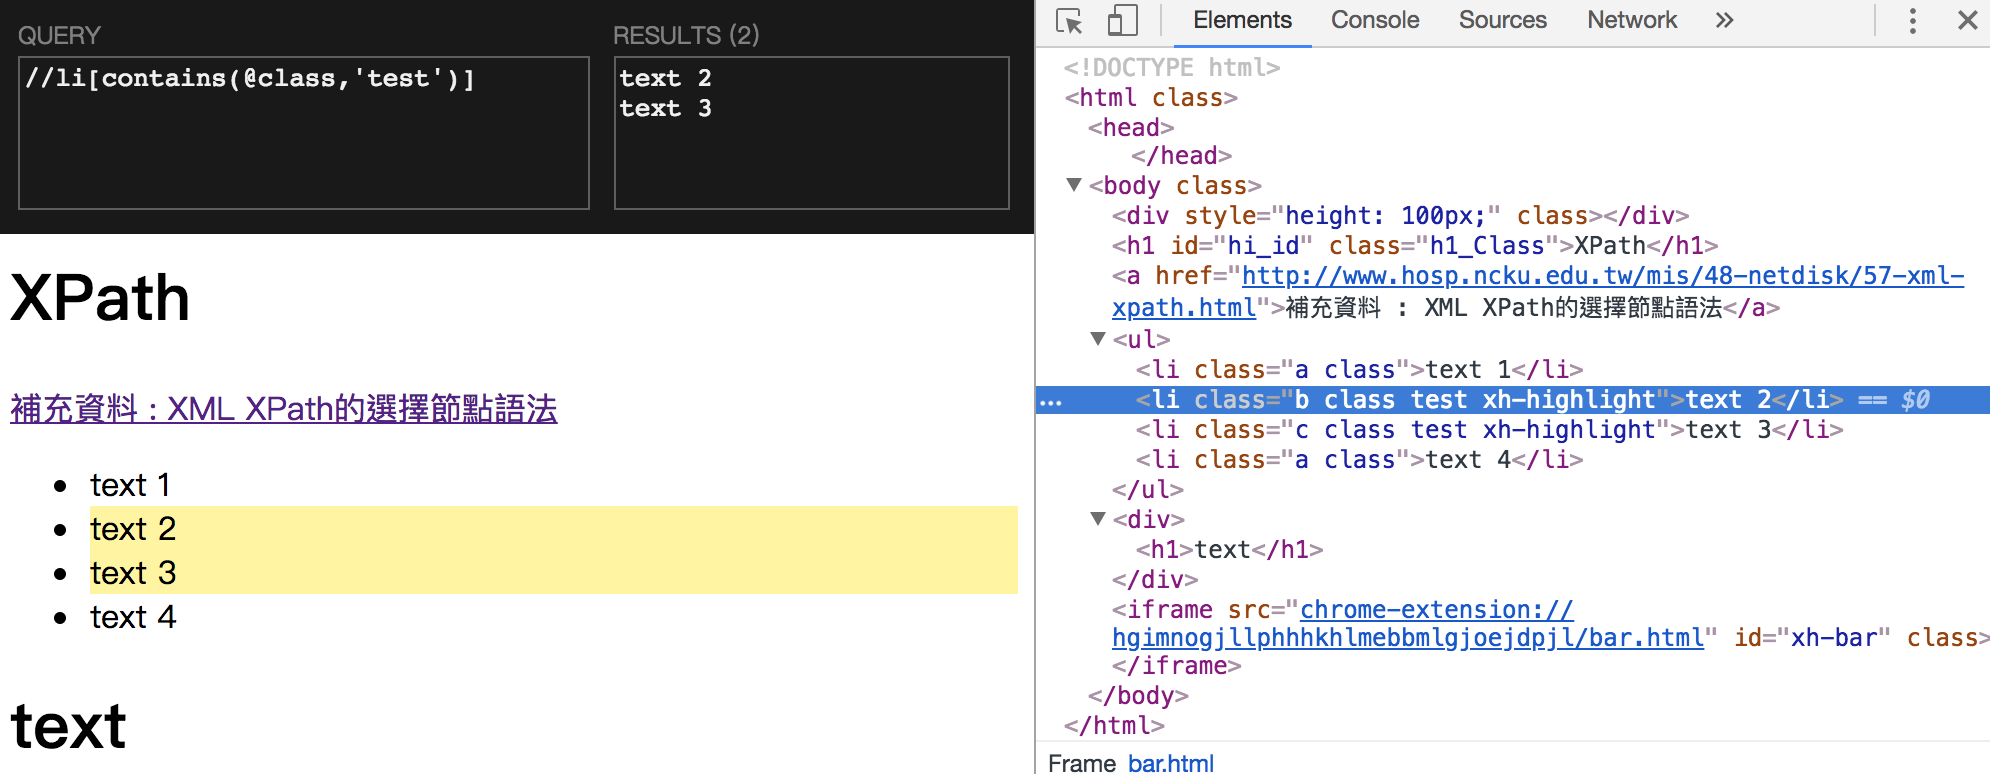 QUERY
//li[contains(@class,'test')]
RESULTS (2)
text 2
text 3
XPath
補充資料 : XML XPath的選擇節點語法
text 1
text 2
text 3
text 4
text
Elements Console Sources Network »
<!DOCTYPE html>
<html class>
<head>
</head>
<body class>
<div style="height: 100px;" class></div>
<h1 id="hi_id" class="h1_Class">XPath</h1>
<a href="http://www.hosp.ncku.edu.tw/mis/48-netdisk/57-xml-
xpath.html">補充資料 : XML XPath的選擇節點語法</a>
<ul>
<li class="a class">text 1</li>
<li class="b class test xh-highlight">text 2</li> == $0
<li class="c class test xh-highlight">text 3</li>
<li class="a class">text 4</li>
</ul>
<div>
<h1>text</h1>
</div>
<iframe src="chrome-extension://
hgimnogjllphhhkhlmebbmlgjoejdpjl/bar.html" id="xh-bar" class>
</iframe>
</body>
</html>
Frame bar.html